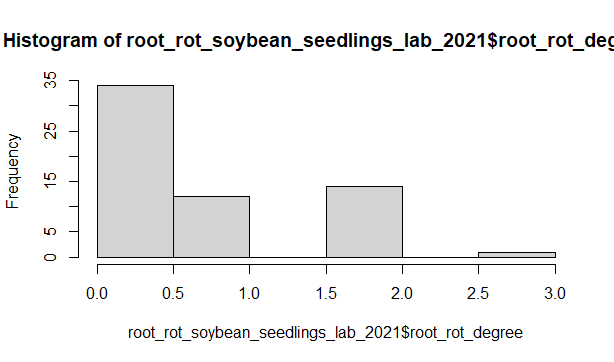 Histogram of root_rot_soybean_seedlings_lab_2021$root_rot_deg
Frequency
35
25
15
5
0
0.0 0.5 1.0 1.5 2.0 2.5 3.0
root_rot_soybean_seedlings_lab_2021$root_rot_degree